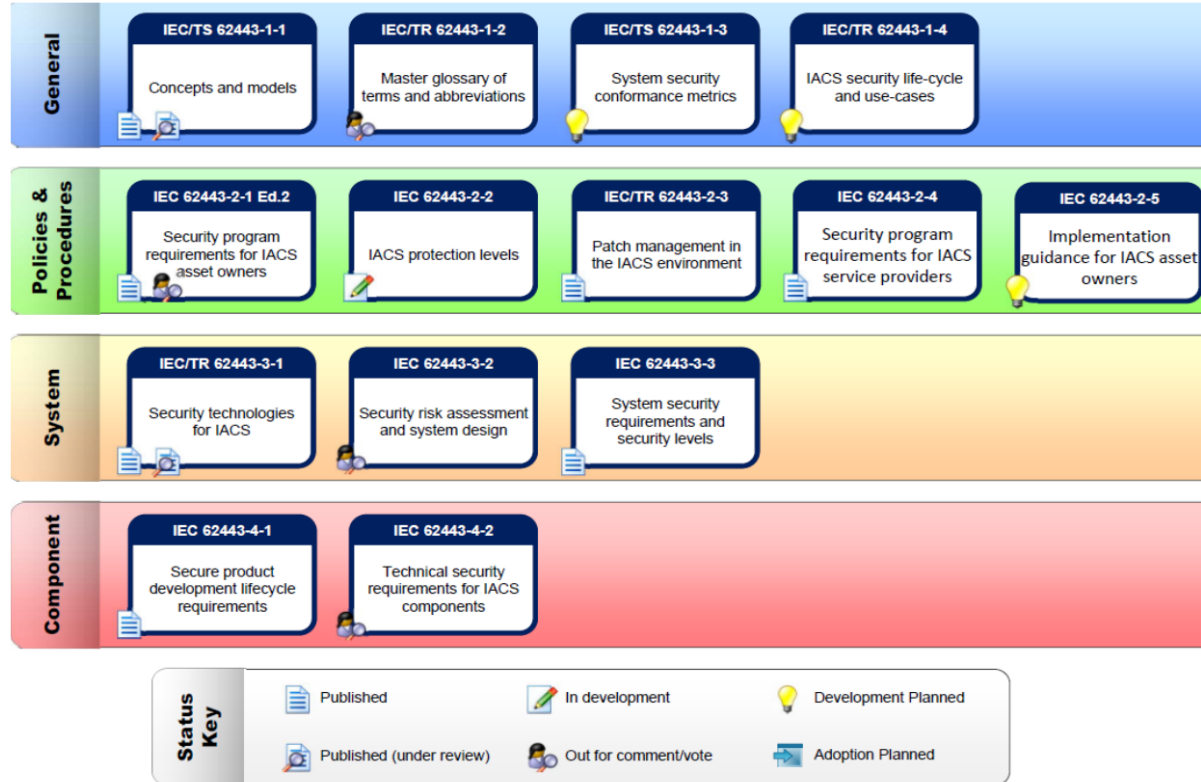 General
IEC/TS 62443-1-1
Concepts and models
IEC/TR 62443-1-2
Master glossary of
terms and abbreviations
IEC/TS 62443-1-3
System security
conformance metrics
IEC/TR 62443-1-4
IACS security life-cycle
and use-cases
Policies &
Procedures
IEC 62443-2-1 Ed.2
Security program
requirements for IACS
asset owners
IEC 62443-2-2
IACS protection levels
IEC/TR 62443-2-3
Patch management in
the IACS environment
IEC 62443-2-4
Security program
requirements for IACS
service providers
IEC 62443-2-5
Implementation
guidance for IACS asset
owners
System
IEC/TR 62443-3-1
Security technologies
for IACS
IEC 62443-3-2
Security risk assessment
and system design
IEC 62443-3-3
System security
requirements and
security levels
Component
IEC 62443-4-1
Secure product
development lifecycle
requirements
IEC 62443-4-2
Technical security
requirements for IACS
components
Status
Key
Published
In development
Development Planned
Published (under review)
Out for comment/vote
Adoption Planned